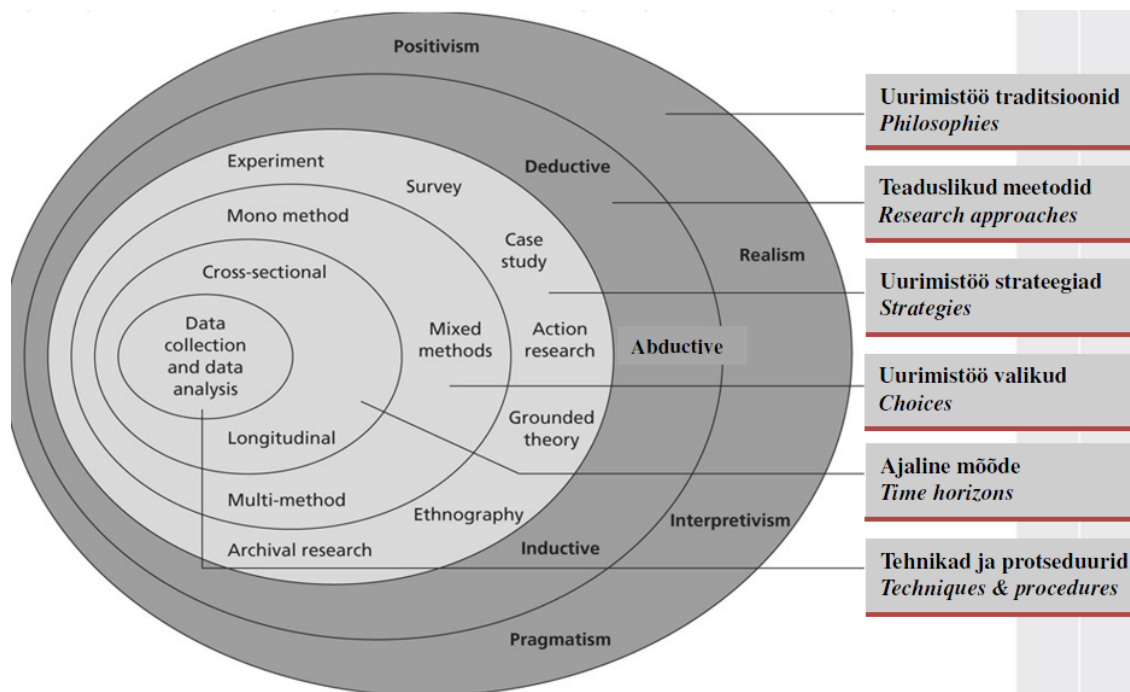 Positivism
Deductive
Realism
Abductive
Interpretivism
Inductive
Pragmatism
Experiment
Survey
Case
study
Action
research
Grounded
theory
Ethnography
Archival research
Mono method
Mixed
methods
Multi-method
Cross-sectional
Longitudinal
Data
collection
and data
analysis
Uurimistöö traditsioonid
Philosophies
Teaduslikud meetodid
Research approaches
Uurimistöö strateegiad
Strategies
Uurimistöö valikud
Choices
Ajaline mõõde
Time horizons
Tehnikad ja protseduurid
Techniques & procedures